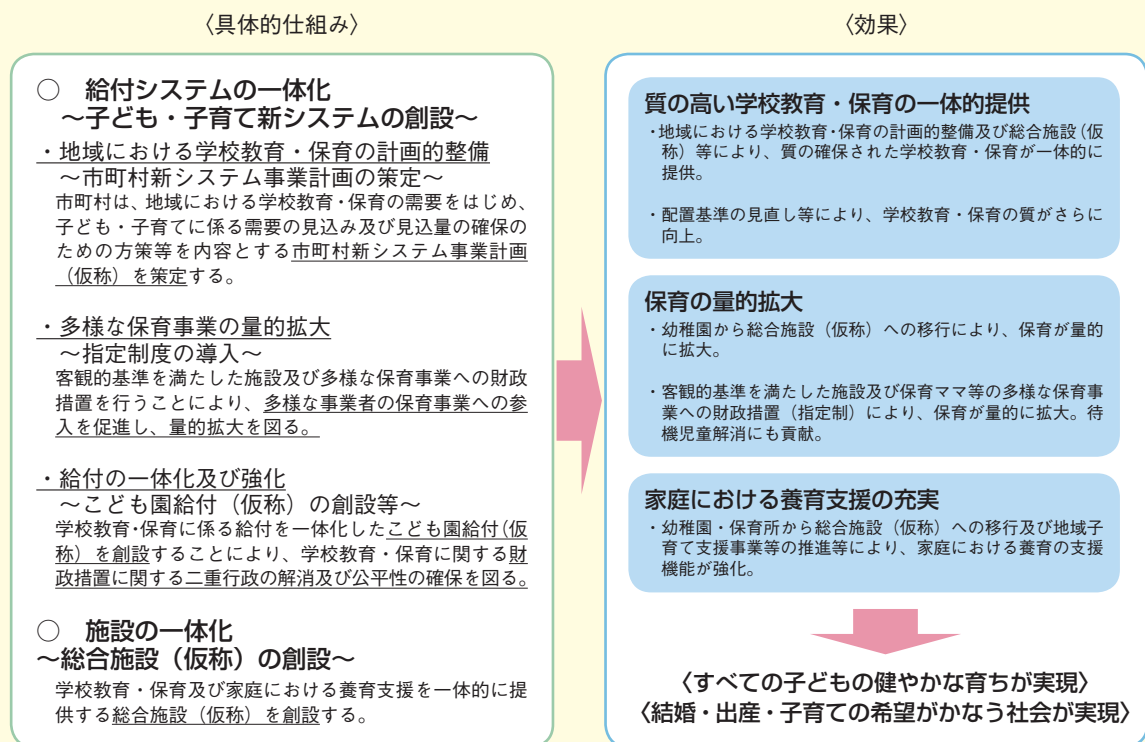 〈具体的仕組み〉
○　給付システムの一体化
～子ども・子育て新システムの創設～
・地域における学校教育・保育の計画的整備
～市町村新システム事業計画の策定～
市町村は、地域における学校教育・保育の需要をはじめ、
子ども・子育てに係る需要の見込み及び見込量の確保の
ための方策等を内容とする市町村新システム事業計画
（仮称）を策定する。
・多様な保育事業の量的拡大
～指定制度の導入～
客観的基準を満たした施設及び多様な保育事業への財政
措置を行うことにより、多様な事業者の保育事業への参
入を促進し、量的拡大を図る。
・給付の一体化及び強化
～こども園給付（仮称）の創設等～
学校教育・保育に係る給付を一体化したこども園給付（仮
称）を創設することにより、学校教育・保育に関する財
政措置に関する二重行政の解消及び公平性の確保を図る。
○　施設の一体化
～総合施設（仮称）の創設～
学校教育・保育及び家庭における養育支援を一体的に提
供する総合施設（仮称）を創設する。
〈効果〉
質の高い学校教育・保育の一体的提供
・地域における学校教育・保育の計画的整備及び総合施設（仮
称）等により、質の確保された学校教育・保育が一体的に
提供。
・配置基準の見直し等により、学校教育・保育の質がさらに
向上。
保育の量的拡大
・幼稚園から総合施設（仮称）への移行により、保育が量的
に拡大。
・客観的基準を満たした施設及び保育ママ等の多様な保育事
業への財政措置（指定制）により、保育が量的に拡大。待
機児童解消にも貢献。
家庭における養育支援の充実
・幼稚園・保育所から総合施設（仮称）への移行及び地域子
育て支援事業等の推進等により、家庭における養育の支援
機能が強化。
〈すべての子どもの健やかな育ちが実現〉
〈結婚・出産・子育ての希望がかなう社会が実現〉